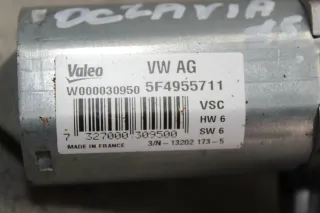 OCTAVIA
Valeo VW AG
W000030950 5F4955711
VSC
HW 6
7 327000 309500 SW 6
MADE IN FRANCE S/N-13202 173-5